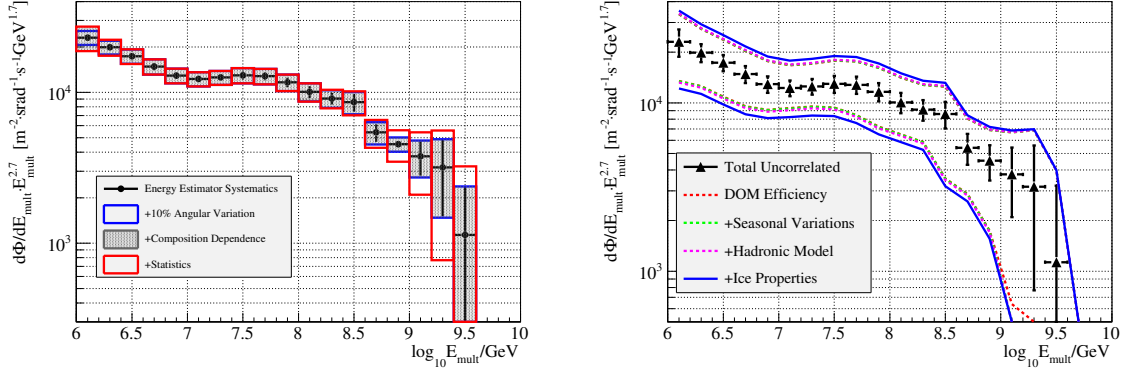 dΦ/dE_mult·E^2.7_mult [m^-2·srad^-1·s^-1·GeV^1.7]
10^4
10^3
Energy Estimator Systematics
+10% Angular Variation
+Composition Dependence
+Statistics
6 6.5 7 7.5 8 8.5 9 9.5 10
log_10 E_mult/GeV
dΦ/dE_mult·E^2.7_mult [m^-2·srad^-1·s^-1·GeV^1.7]
10^4
10^3
Total Uncorrelated
DOM Efficiency
+Seasonal Variations
+Hadronic Model
+Ice Properties
6 6.5 7 7.5 8 8.5 9 9.5 10
log_10 E_mult/GeV